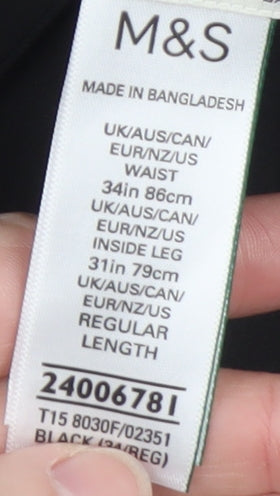 M&S
MADE IN BANGLADESH
UK/AUS/CAN/
EUR/NZ/US
WAIST
34in 86cm
UK/AUS/CAN/
EUR/NZ/US
INSIDE LEG
31in 79cm
UK/AUS/CAN/
EUR/NZ/US
REGULAR
LENGTH
24006781
T15 8030F/02351
BLACK (34/REG)